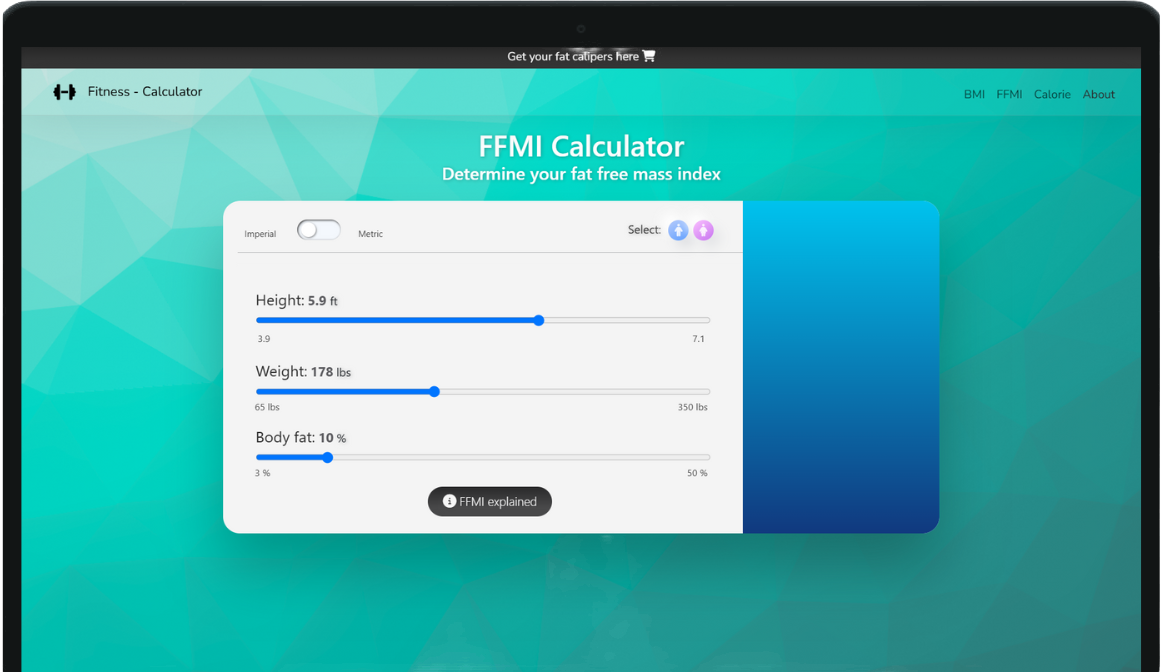 Get your fat calipers here
Fitness - Calculator
BMI FFMI Calorie About
FFMI Calculator
Determine your fat free mass index
Imperial Metric Select:
Height: 5.9 ft
3.9 7.1
Weight: 178 lbs
65 lbs 350 lbs
Body fat: 10 %
3 % 50 %
FFMI explained